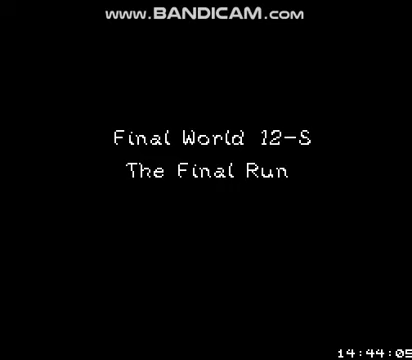 www.BANDICAM.com
Final World 12-S
The Final Run
14:44:05